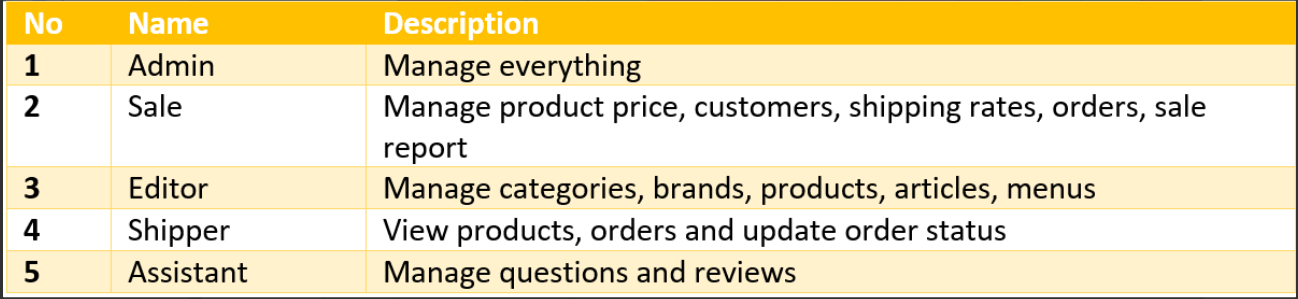 No Name Description
1 Admin Manage everything
2 Sale Manage product price, customers, shipping rates, orders, sale
report
3 Editor Manage categories, brands, products, articles, menus
4 Shipper View products, orders and update order status
5 Assistant Manage questions and reviews